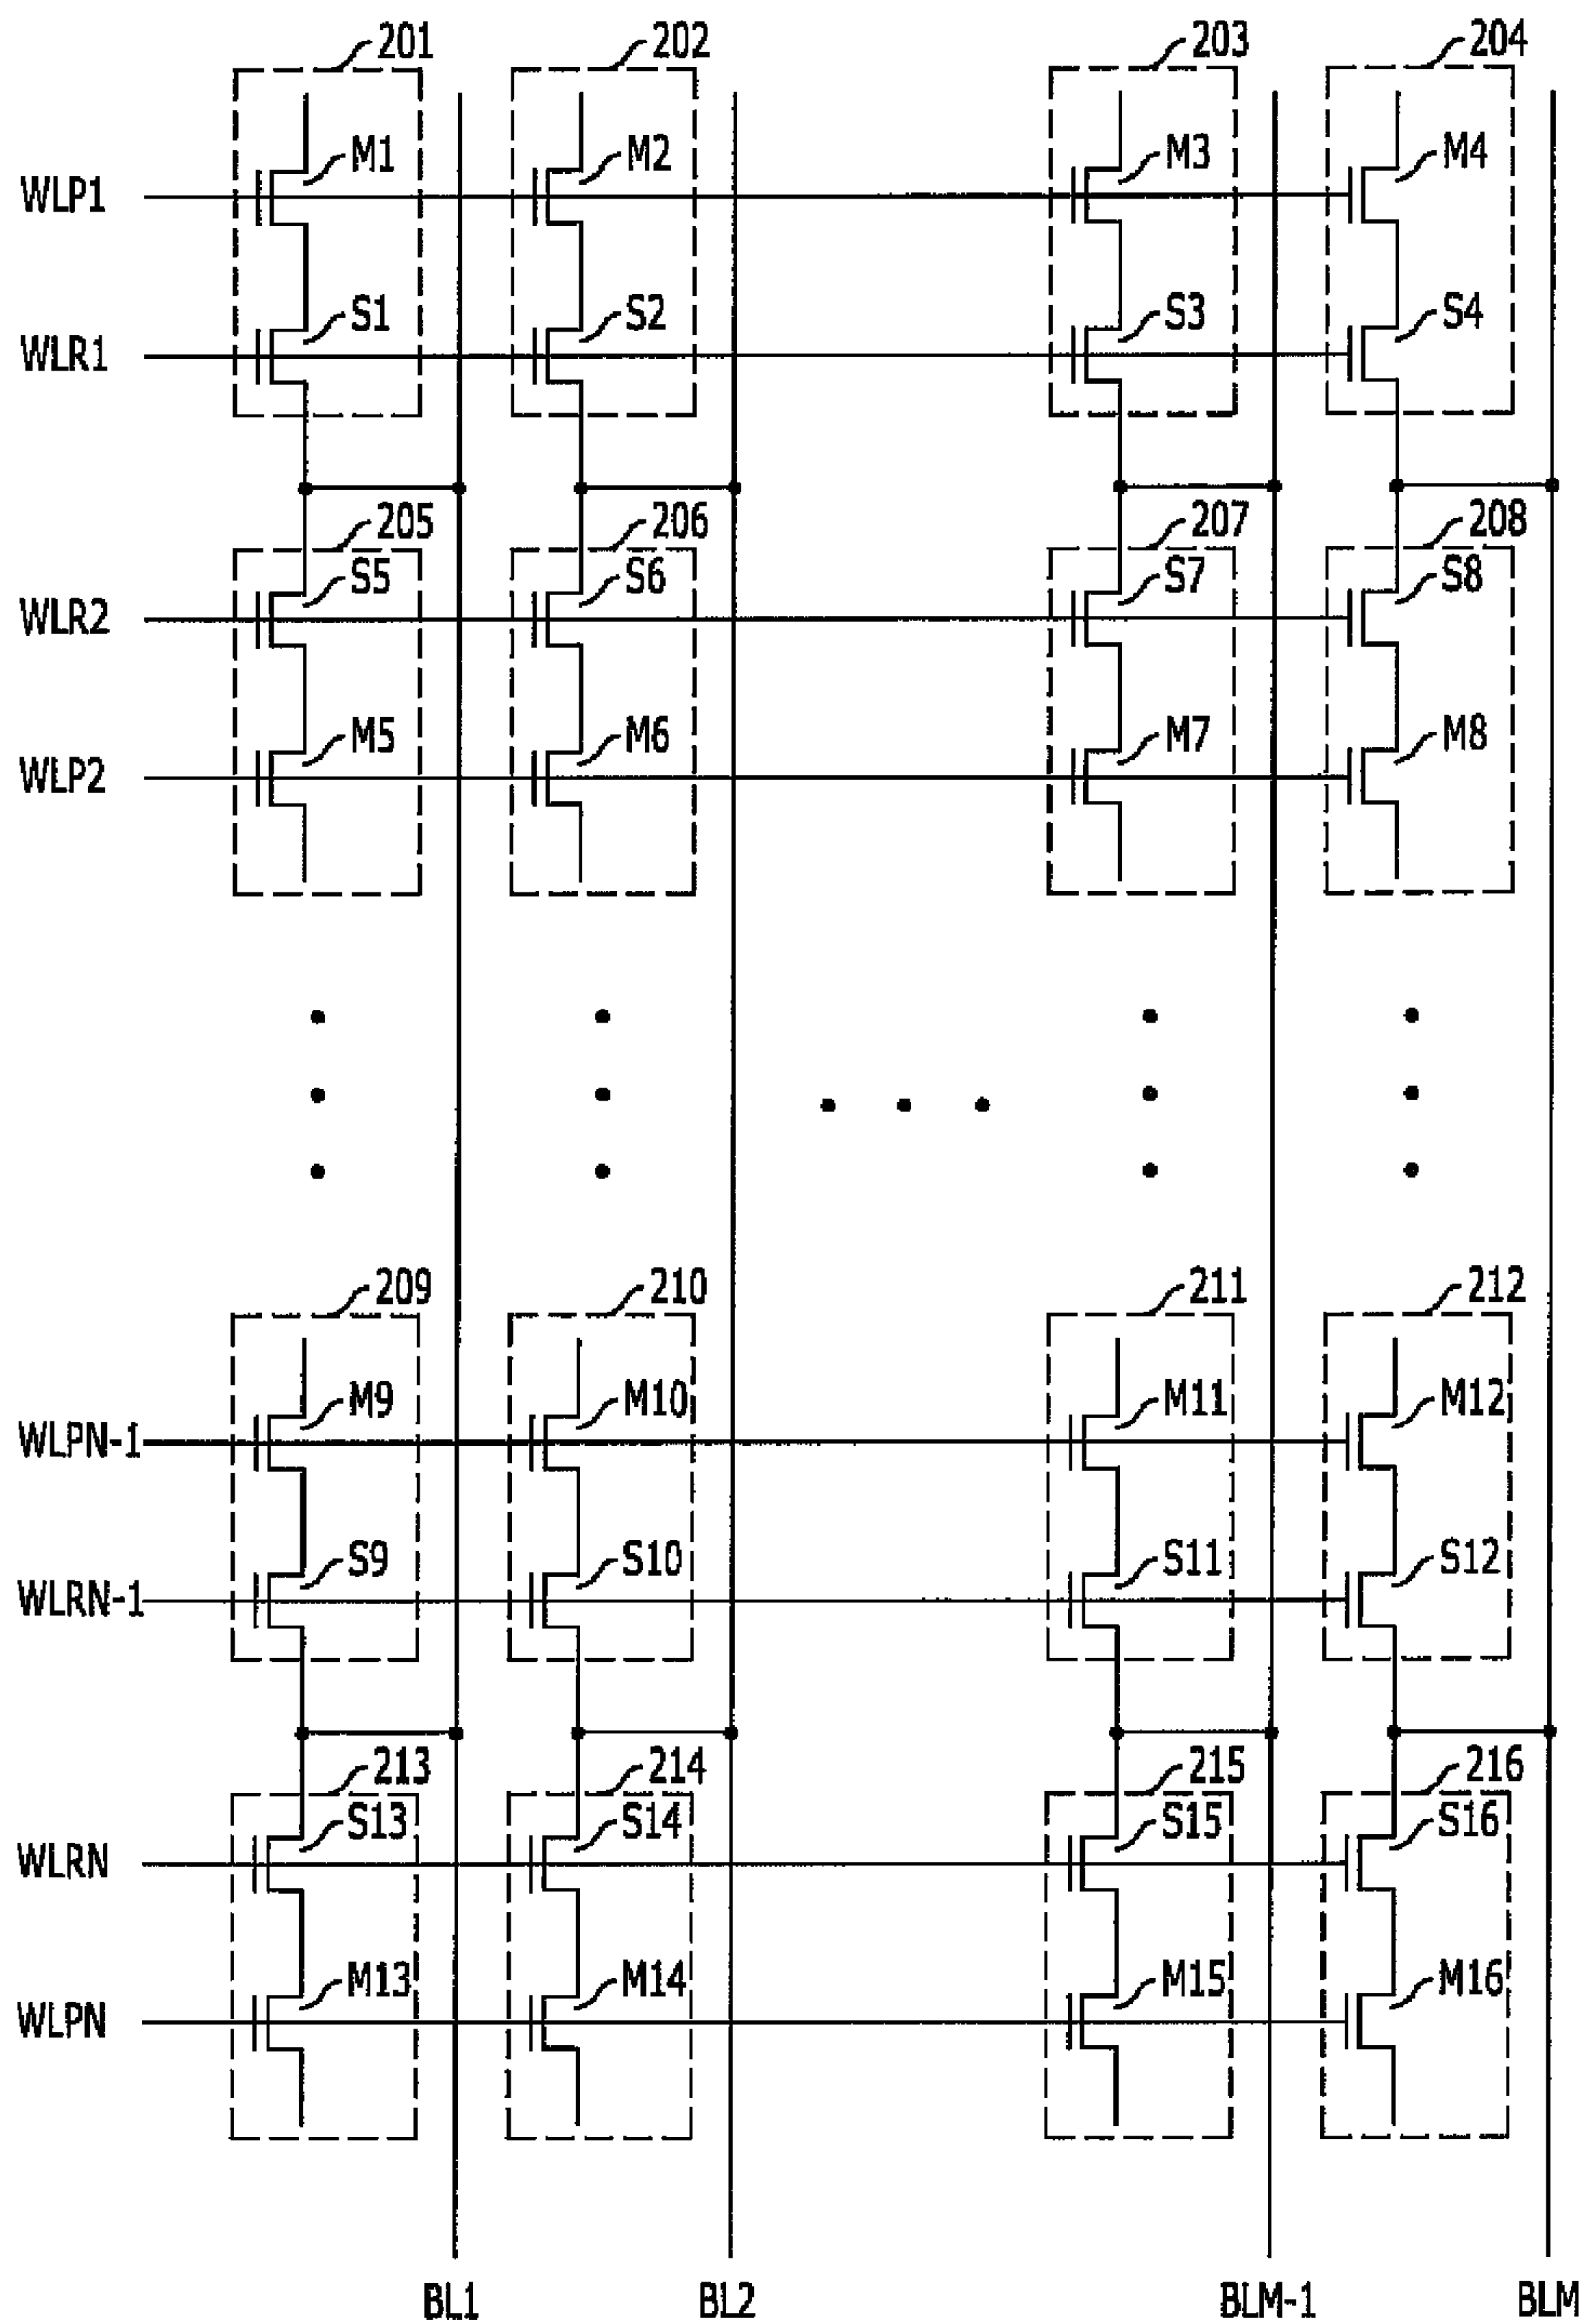 201 202 203 204
M1 M2 M3 M4
WLP1
S1 S2 S3 S4
WLR1
205 206 207 208
S5 S6 S7 S8
WLR2
M5 M6 M7 M8
WLP2
209 210 211 212
M9 M10 M11 M12
WLPN-1
S9 S10 S11 S12
WLRN-1
213 214 215 216
S13 S14 S15 S16
WLRN
M13 M14 M15 M16
WLPN
BL1 BL2 BLM-1 BLM